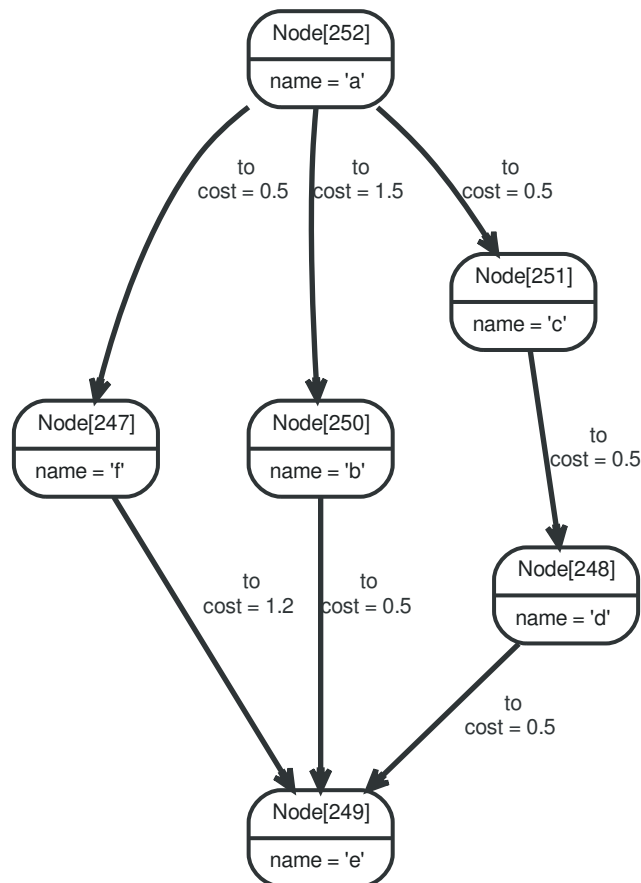 Node[252]
name = 'a'
to
cost = 0.5
to
cost = 1.5
to
cost = 0.5
Node[251]
name = 'c'
Node[247]
name = 'f'
Node[250]
name = 'b'
to
cost = 0.5
Node[248]
name = 'd'
to
cost = 1.2
to
cost = 0.5
to
cost = 0.5
Node[249]
name = 'e'